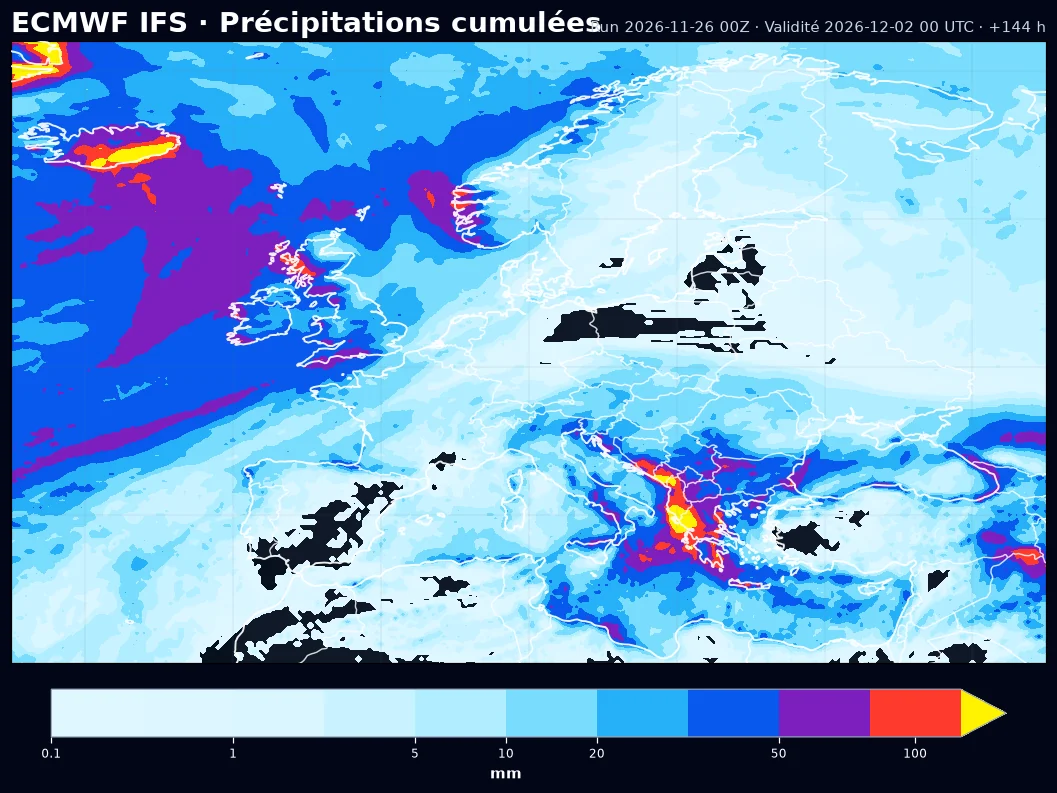 ECMWF IFS · Précipitations cumulées Run 2026-11-26 00Z · Validité 2026-12-02 00 UTC · +144 h
0.1 1 5 10 20 50 100
mm